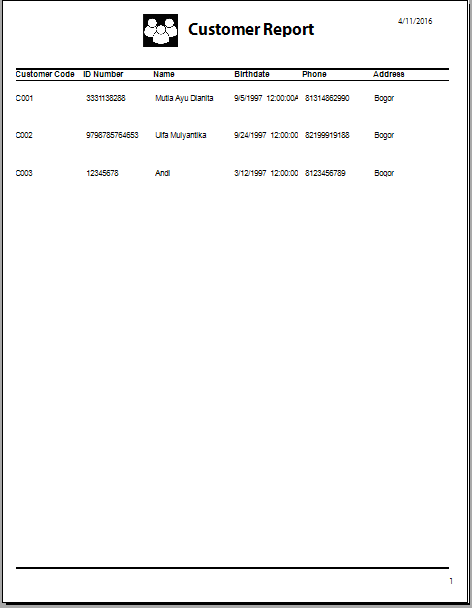 Customer Report
4/11/2016
Customer Code ID Number Name Birthdate Phone Address
C001 3331138288 Mutia Ayu Dianita 9/5/1997 12:00:00A 81314862990 Bogor
C002 9798785764653 Ulfa Mulyantika 9/24/1997 12:00:00 82199919188 Bogor
C003 12345678 Andi 3/12/1997 12:00:00 8123456789 Bogor
1